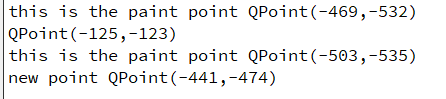 this is the paint point QPoint(-469,-532)
QPoint(-125,-123)
this is the paint point QPoint(-503,-535)
new point QPoint(-441,-474)